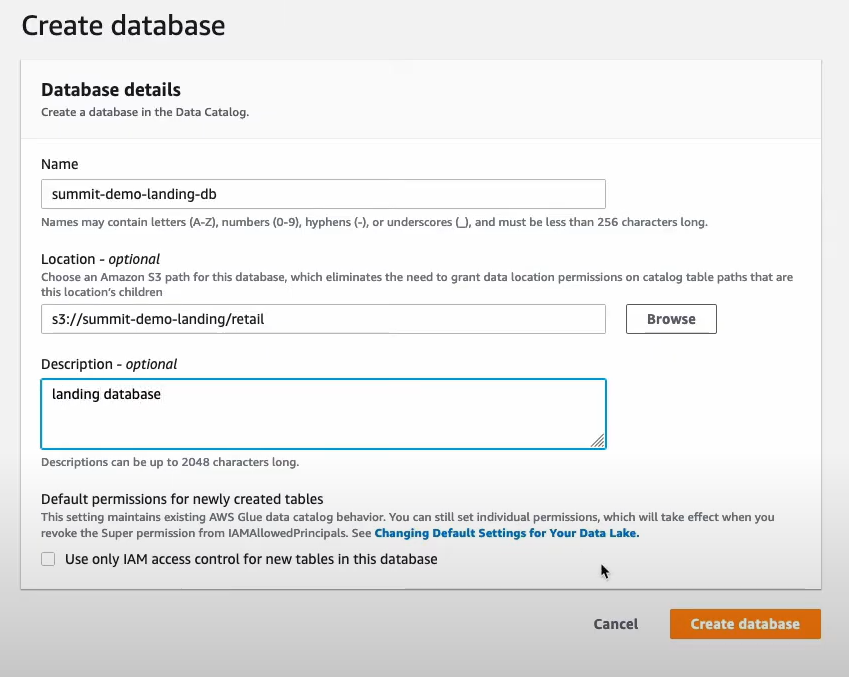 Create database
Database details
Create a database in the Data Catalog.
Name
summit-demo-landing-db
Names may contain letters (A-Z), numbers (0-9), hyphens (-), or underscores (_), and must be less than 256 characters long.
Location - optional
Choose an Amazon S3 path for this database, which eliminates the need to grant data location permissions on catalog table paths that are
this location's children
s3://summit-demo-landing/retail
Browse
Description - optional
landing database
Descriptions can be up to 2048 characters long.
Default permissions for newly created tables
This setting maintains existing AWS Glue data catalog behavior. You can still set individual permissions, which will take effect when you
revoke the Super permission from IAMAllowedPrincipals. See Changing Default Settings for Your Data Lake.
Use only IAM access control for new tables in this database
Cancel
Create database